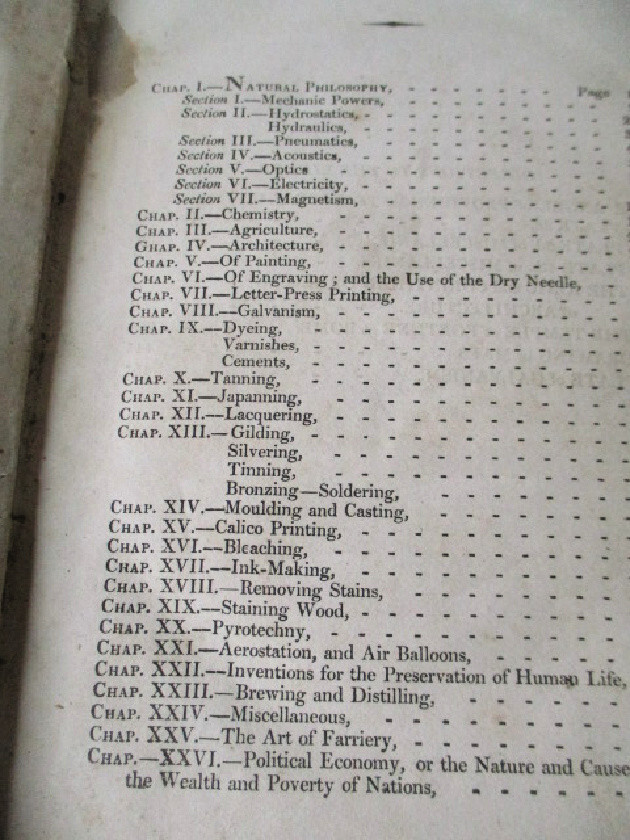 CHAP. I.—NATURAL PHILOSOPHY, - - - - - - - Page
Section I.—Mechanic Powers, - - - - - - - -
Section II.—Hydrostatics, - - - - - - - - -
Hydraulics, - - - - - - - - -
Section III.—Pneumatics, - - - - - - - - -
Section IV.—Acoustics, - - - - - - - - - -
Section V.—Optics - - - - - - - - - -
Section VI.—Electricity, - - - - - - - - -
Section VII.—Magnetism, - - - - - - - - -
CHAP. II.—Chemistry, - - - - - - - - - -
CHAP. III.—Agriculture, - - - - - - - - - -
CHAP. IV.—Architecture, - - - - - - - - - -
CHAP. V.—Of Painting, - - - - - - - - - -
CHAP. VI.—Of Engraving ; and the Use of the Dry Needle,
CHAP. VII.—Letter-Press Printing, - - - - - - - -
CHAP. VIII.—Galvanism, - - - - - - - - - -
CHAP. IX.—Dyeing, - - - - - - - - - - -
Varnishes, - - - - - - - - - - -
Cements, - - - - - - - - - - -
CHAP. X.—Tanning, - - - - - - - - - - -
CHAP. XI.—Japanning, - - - - - - - - - -
CHAP. XII.—Lacquering, - - - - - - - - - -
CHAP. XIII.—Gilding, - - - - - - - - - - -
Silvering, - - - - - - - - - -
Tinning, - - - - - - - - - -
Bronzing—Soldering, - - - - - - -
CHAP. XIV.—Moulding and Casting, - - - - - - -
CHAP. XV.—Calico Printing, - - - - - - - - - -
CHAP. XVI.—Bleaching, - - - - - - - - - -
CHAP. XVII.—Ink-Making, - - - - - - - - - -
CHAP. XVIII.—Removing Stains, - - - - - - - -
CHAP. XIX.—Staining Wood, - - - - - - - - - -
CHAP. XX.—Pyrotechny, - - - - - - - - - - -
CHAP. XXI.—Aerostation, and Air Balloons, - - - - - -
CHAP. XXII.—Inventions for the Preservation of Human Life,
CHAP. XXIII.—Brewing and Distilling, - - - - - - -
CHAP. XXIV.—Miscellaneous, - - - - - - - - -
CHAP. XXV.—The Art of Farriery, - - - - - - - -
CHAP.—XXVI.—Political Economy, or the Nature and Cause
the Wealth and Poverty of Nations, - - - - - -